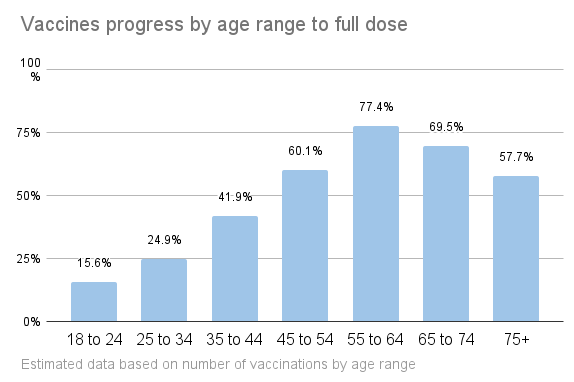 Vaccines progress by age range to full dose
100
%
75%
50%
25%
0%
15.6%
24.9%
41.9%
60.1%
77.4%
69.5%
57.7%
18 to 24
25 to 34
35 to 44
45 to 54
55 to 64
65 to 74
75+
Estimated data based on number of vaccinations by age range